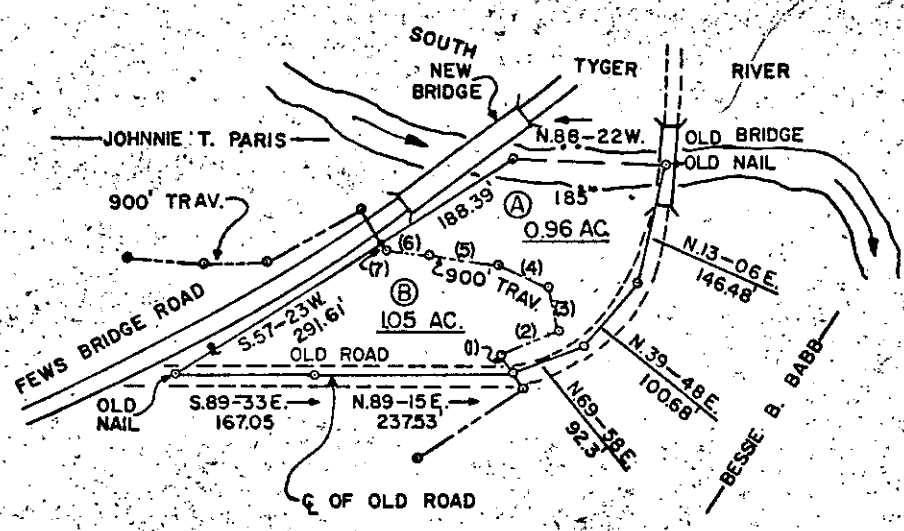 SOUTH
NEW
BRIDGE
TYGER
RIVER
JOHNNIE T. PARIS
N.86-22W.
OLD BRIDGE
OLD NAIL
900' TRAV.
188.39'
185'
A
0.96 AC.
(6)
(5)
(7)
900' TRAV.
(4)
(3)
N.13-06E.
146.48'
B
1.05 AC.
(2)
(1)
FEWS BRIDGE ROAD
S.57-23W.
291.61'
OLD ROAD
N.39-48E.
100.68'
OLD
NAIL
S.89-33E.
167.05
N.89-15E.
237.53'
N.69-58E.
92.3'
BESSIE B. BABB
℄ OF OLD ROAD